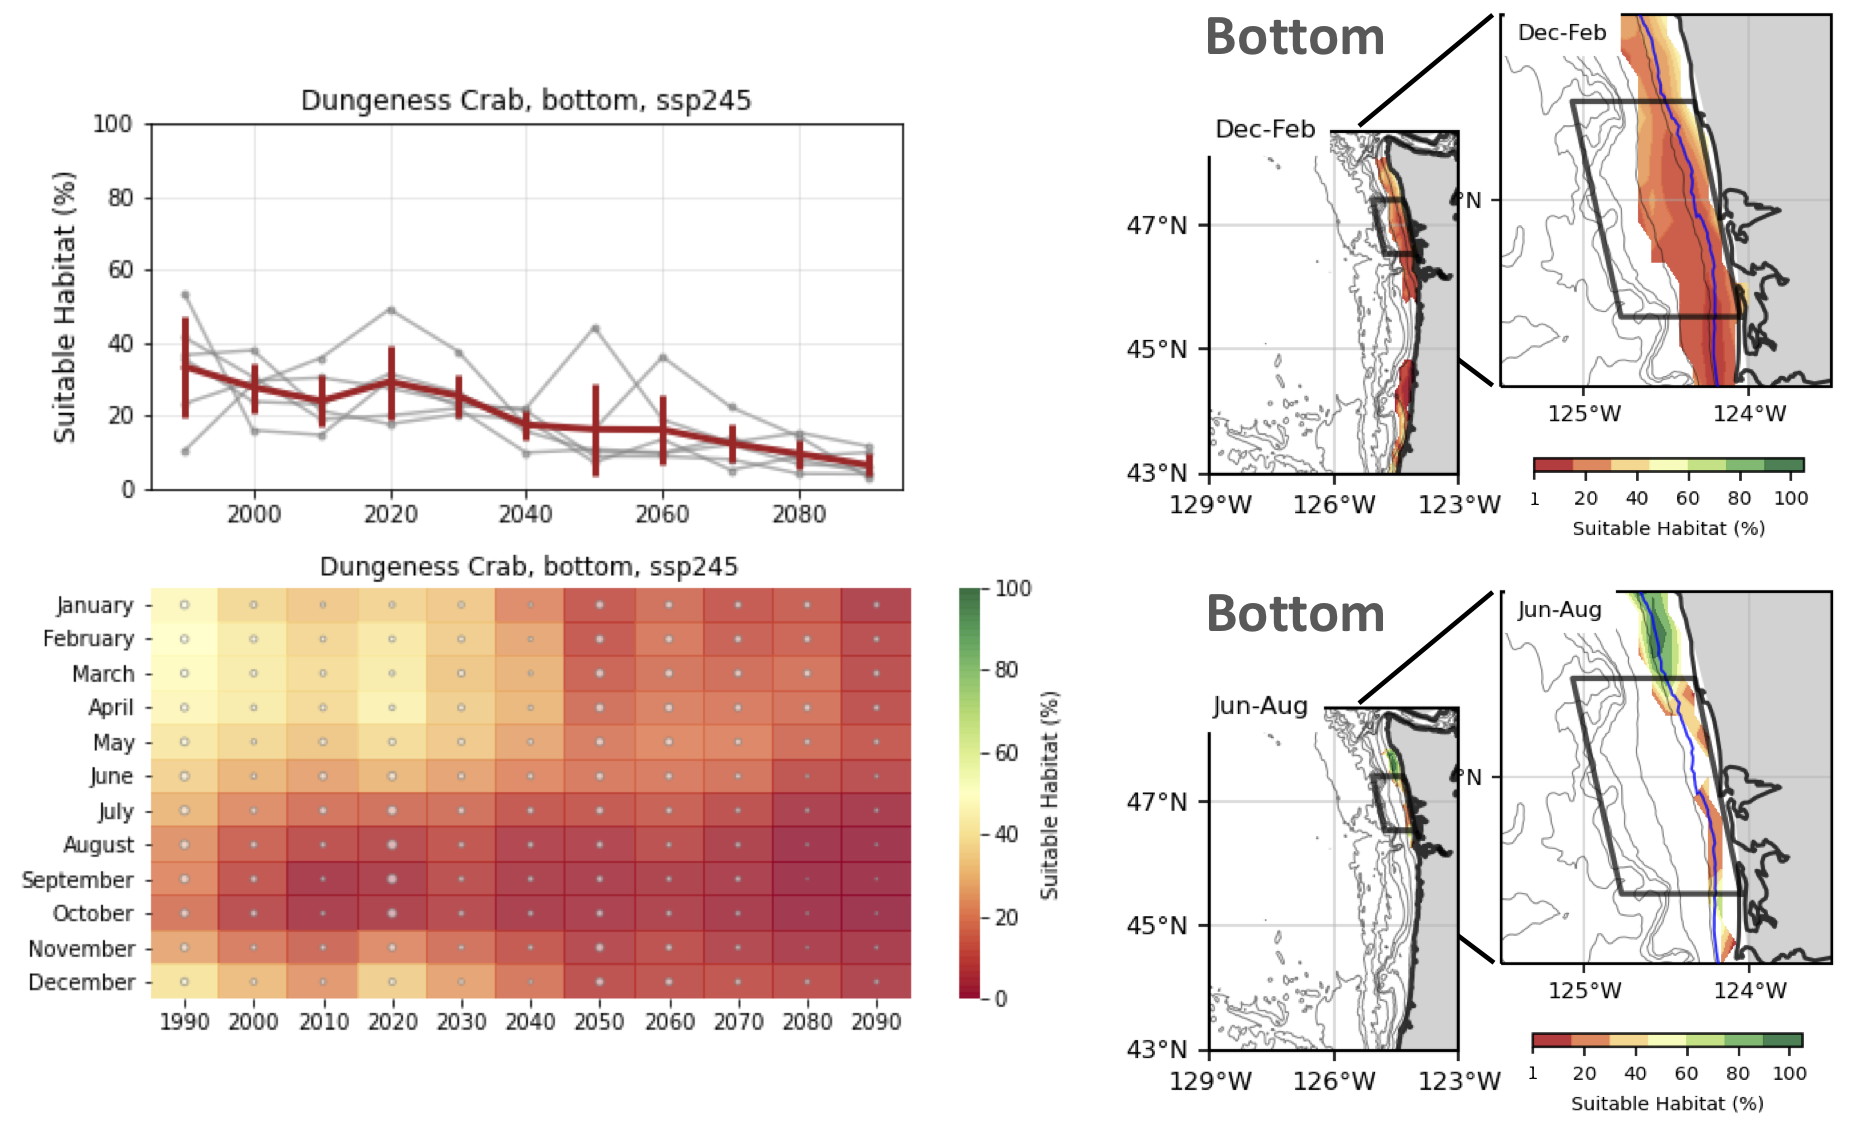 Dungeness Crab, bottom, ssp245
100
80
60
40
20
0
Suitable Habitat (%)
2000 2020 2040 2060 2080
Dungeness Crab, bottom, ssp245
January
February
March
April
May
June
July
August
September
October
November
December
1990 2000 2010 2020 2030 2040 2050 2060 2070 2080 2090
100
80
60
40
20
0
Suitable Habitat (%)
Bottom
Dec-Feb
47°N
45°N
43°N
129°W 126°W 123°W
Dec-Feb
°N
125°W 124°W
1 20 40 60 80 100
Suitable Habitat (%)
Bottom
Jun-Aug
47°N
45°N
43°N
129°W 126°W 123°W
Jun-Aug
°N
125°W 124°W
1 20 40 60 80 100
Suitable Habitat (%)